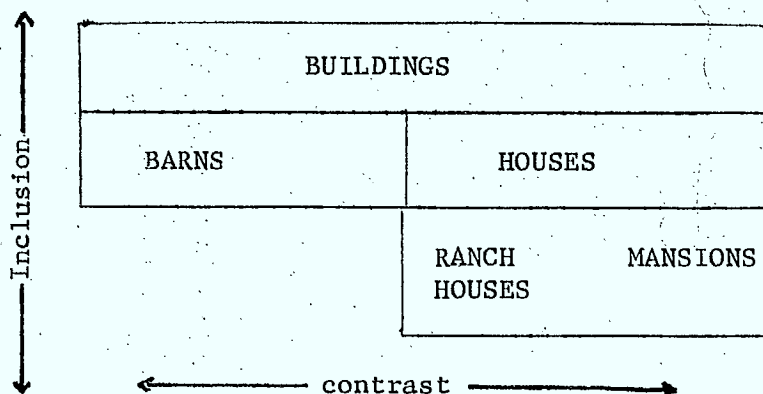 BUILDINGS
BARNS HOUSES
RANCH MANSIONS
HOUSES
Inclusion
contrast